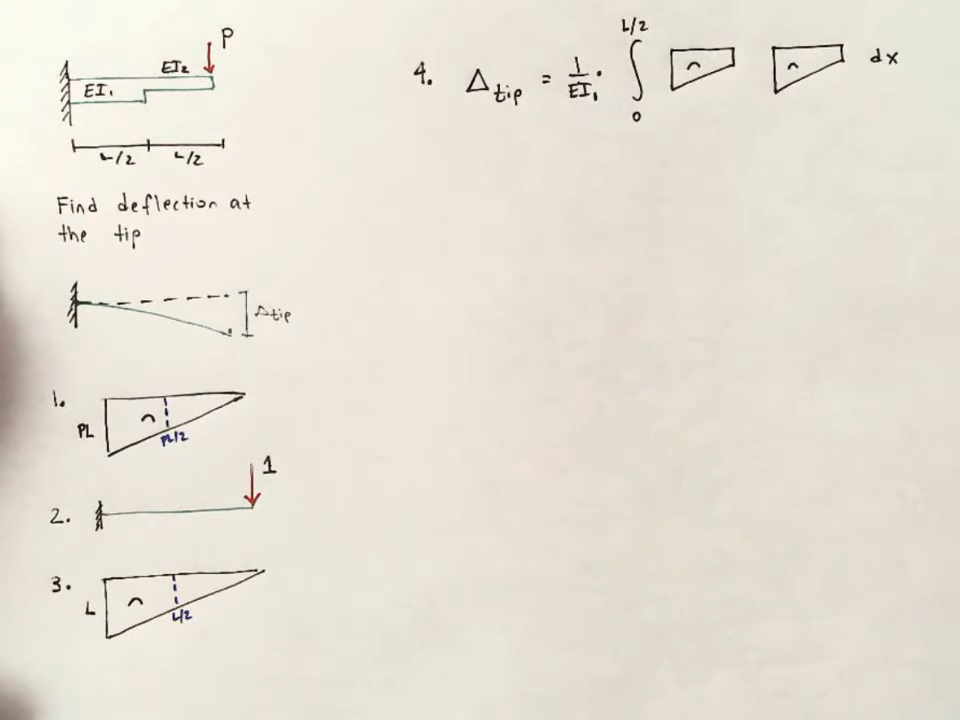 P
EI₂
EI₁
L/2 L/2
Find deflection at
the tip
Δtip
1.
PL
PL/2
1
2.
3.
L
L/2
4. Δtip = 1/EI₁ · ∫ dx
L/2
0